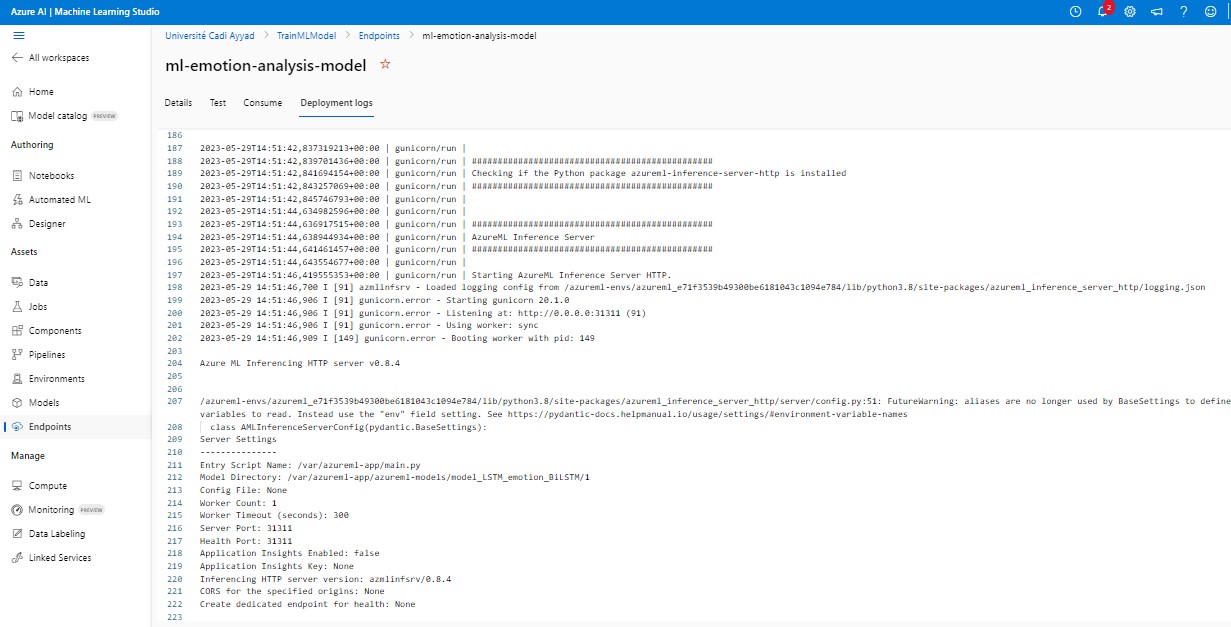 Azure AI | Machine Learning Studio
2
Université Cadi Ayyad > TrainMLModel > Endpoints > ml-emotion-analysis-model
All workspaces
Home
Model catalog PREVIEW
Authoring
Notebooks
Automated ML
Designer
Assets
Data
Jobs
Components
Pipelines
Environments
Models
Endpoints
Manage
Compute
Monitoring PREVIEW
Data Labeling
Linked Services
ml-emotion-analysis-model
Details Test Consume Deployment logs
186
187 2023-05-29T14:51:42,837319213+00:00 | gunicorn/run |
188 2023-05-29T14:51:42,839701436+00:00 | gunicorn/run | ###############################################
189 2023-05-29T14:51:42,841694154+00:00 | gunicorn/run | Checking if the Python package azureml-inference-server-http is installed
190 2023-05-29T14:51:42,843257069+00:00 | gunicorn/run | ###############################################
191 2023-05-29T14:51:42,845746793+00:00 | gunicorn/run |
192 2023-05-29T14:51:44,634982596+00:00 | gunicorn/run |
193 2023-05-29T14:51:44,636917515+00:00 | gunicorn/run | ###############################################
194 2023-05-29T14:51:44,638944934+00:00 | gunicorn/run | AzureML Inference Server
195 2023-05-29T14:51:44,641461457+00:00 | gunicorn/run | ###############################################
196 2023-05-29T14:51:44,643554677+00:00 | gunicorn/run |
197 2023-05-29T14:51:46,419555353+00:00 | gunicorn/run | Starting AzureML Inference Server HTTP.
198 2023-05-29 14:51:46,700 I [91] azmlinfsrv - Loaded logging config from /azureml-envs/azureml_e71f3539b49300be6181043c1094e784/lib/python3.8/site-packages/azureml_inference_server_http/logging.json
199 2023-05-29 14:51:46,906 I [91] gunicorn.error - Starting gunicorn 20.1.0
200 2023-05-29 14:51:46,906 I [91] gunicorn.error - Listening at: http://0.0.0.0:31311 (91)
201 2023-05-29 14:51:46,906 I [91] gunicorn.error - Using worker: sync
202 2023-05-29 14:51:46,909 I [149] gunicorn.error - Booting worker with pid: 149
203
204 Azure ML Inferencing HTTP server v0.8.4
205
206
207 /azureml-envs/azureml_e71f3539b49300be6181043c1094e784/lib/python3.8/site-packages/azureml_inference_server_http/server/config.py:51: FutureWarning: aliases are no longer used by BaseSettings to define
variables to read. Instead use the "env" field setting. See https://pydantic-docs.helpmanual.io/usage/settings/#environment-variable-names
208 class AMLInferenceServerConfig(pydantic.BaseSettings):
209 Server Settings
210 ---------------
211 Entry Script Name: /var/azureml-app/main.py
212 Model Directory: /var/azureml-app/azureml-models/model_LSTM_emotion_BiLSTM/1
213 Config File: None
214 Worker Count: 1
215 Worker Timeout (seconds): 300
216 Server Port: 31311
217 Health Port: 31311
218 Application Insights Enabled: false
219 Application Insights Key: None
220 Inferencing HTTP server version: azmlinfsrv/0.8.4
221 CORS for the specified origins: None
222 Create dedicated endpoint for health: None
223